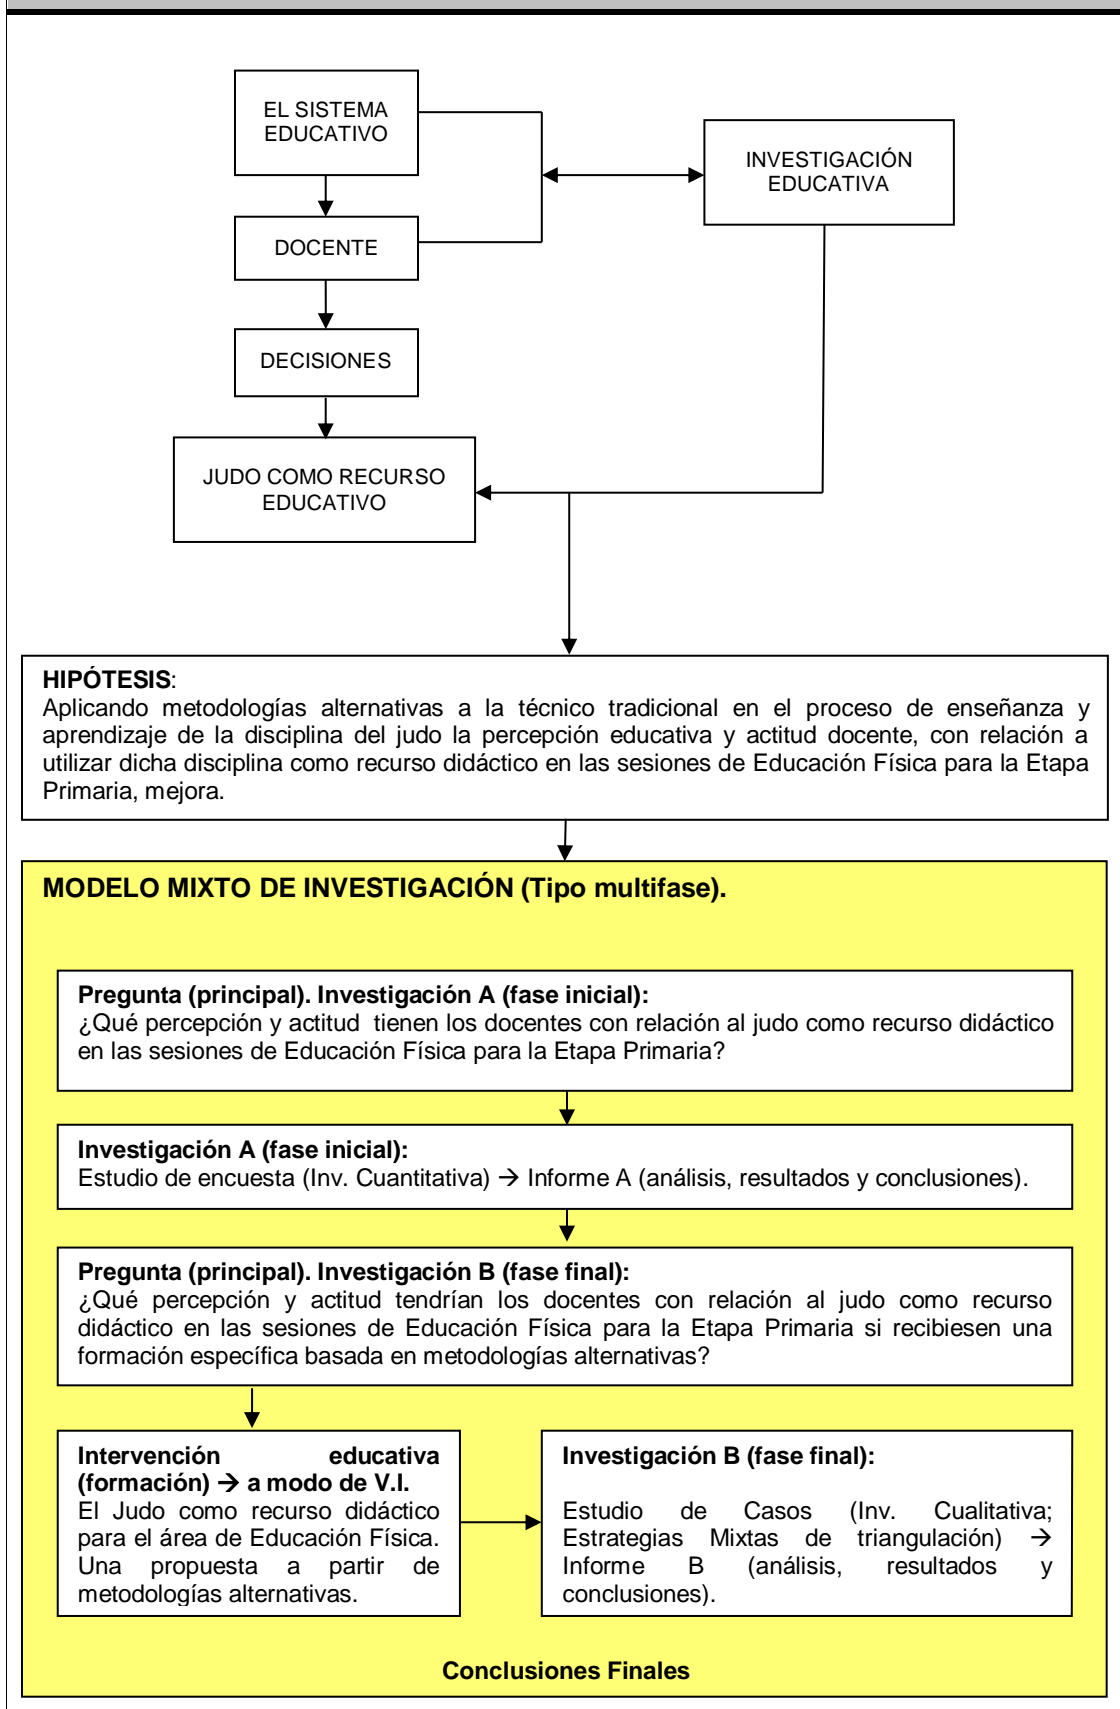 EL SISTEMA
EDUCATIVO
INVESTIGACIÓN
EDUCATIVA
DOCENTE
DECISIONES
JUDO COMO RECURSO
EDUCATIVO
HIPÓTESIS:
Aplicando metodologías alternativas a la técnico tradicional en el proceso de enseñanza y
aprendizaje de la disciplina del judo la percepción educativa y actitud docente, con relación a
utilizar dicha disciplina como recurso didáctico en las sesiones de Educación Física para la Etapa
Primaria, mejora.
MODELO MIXTO DE INVESTIGACIÓN (Tipo multifase).
Pregunta (principal). Investigación A (fase inicial):
¿Qué percepción y actitud tienen los docentes con relación al judo como recurso didáctico
en las sesiones de Educación Física para la Etapa Primaria?
Investigación A (fase inicial):
Estudio de encuesta (Inv. Cuantitativa) → Informe A (análisis, resultados y conclusiones).
Pregunta (principal). Investigación B (fase final):
¿Qué percepción y actitud tendrían los docentes con relación al judo como recurso
didáctico en las sesiones de Educación Física para la Etapa Primaria si recibiesen una
formación específica basada en metodologías alternativas?
Intervención educativa
(formación) → a modo de V.I.
El Judo como recurso didáctico
para el área de Educación Física.
Una propuesta a partir de
metodologías alternativas.
Investigación B (fase final):
Estudio de Casos (Inv. Cualitativa;
Estrategias Mixtas de triangulación) →
Informe B (análisis, resultados y
conclusiones).
Conclusiones Finales